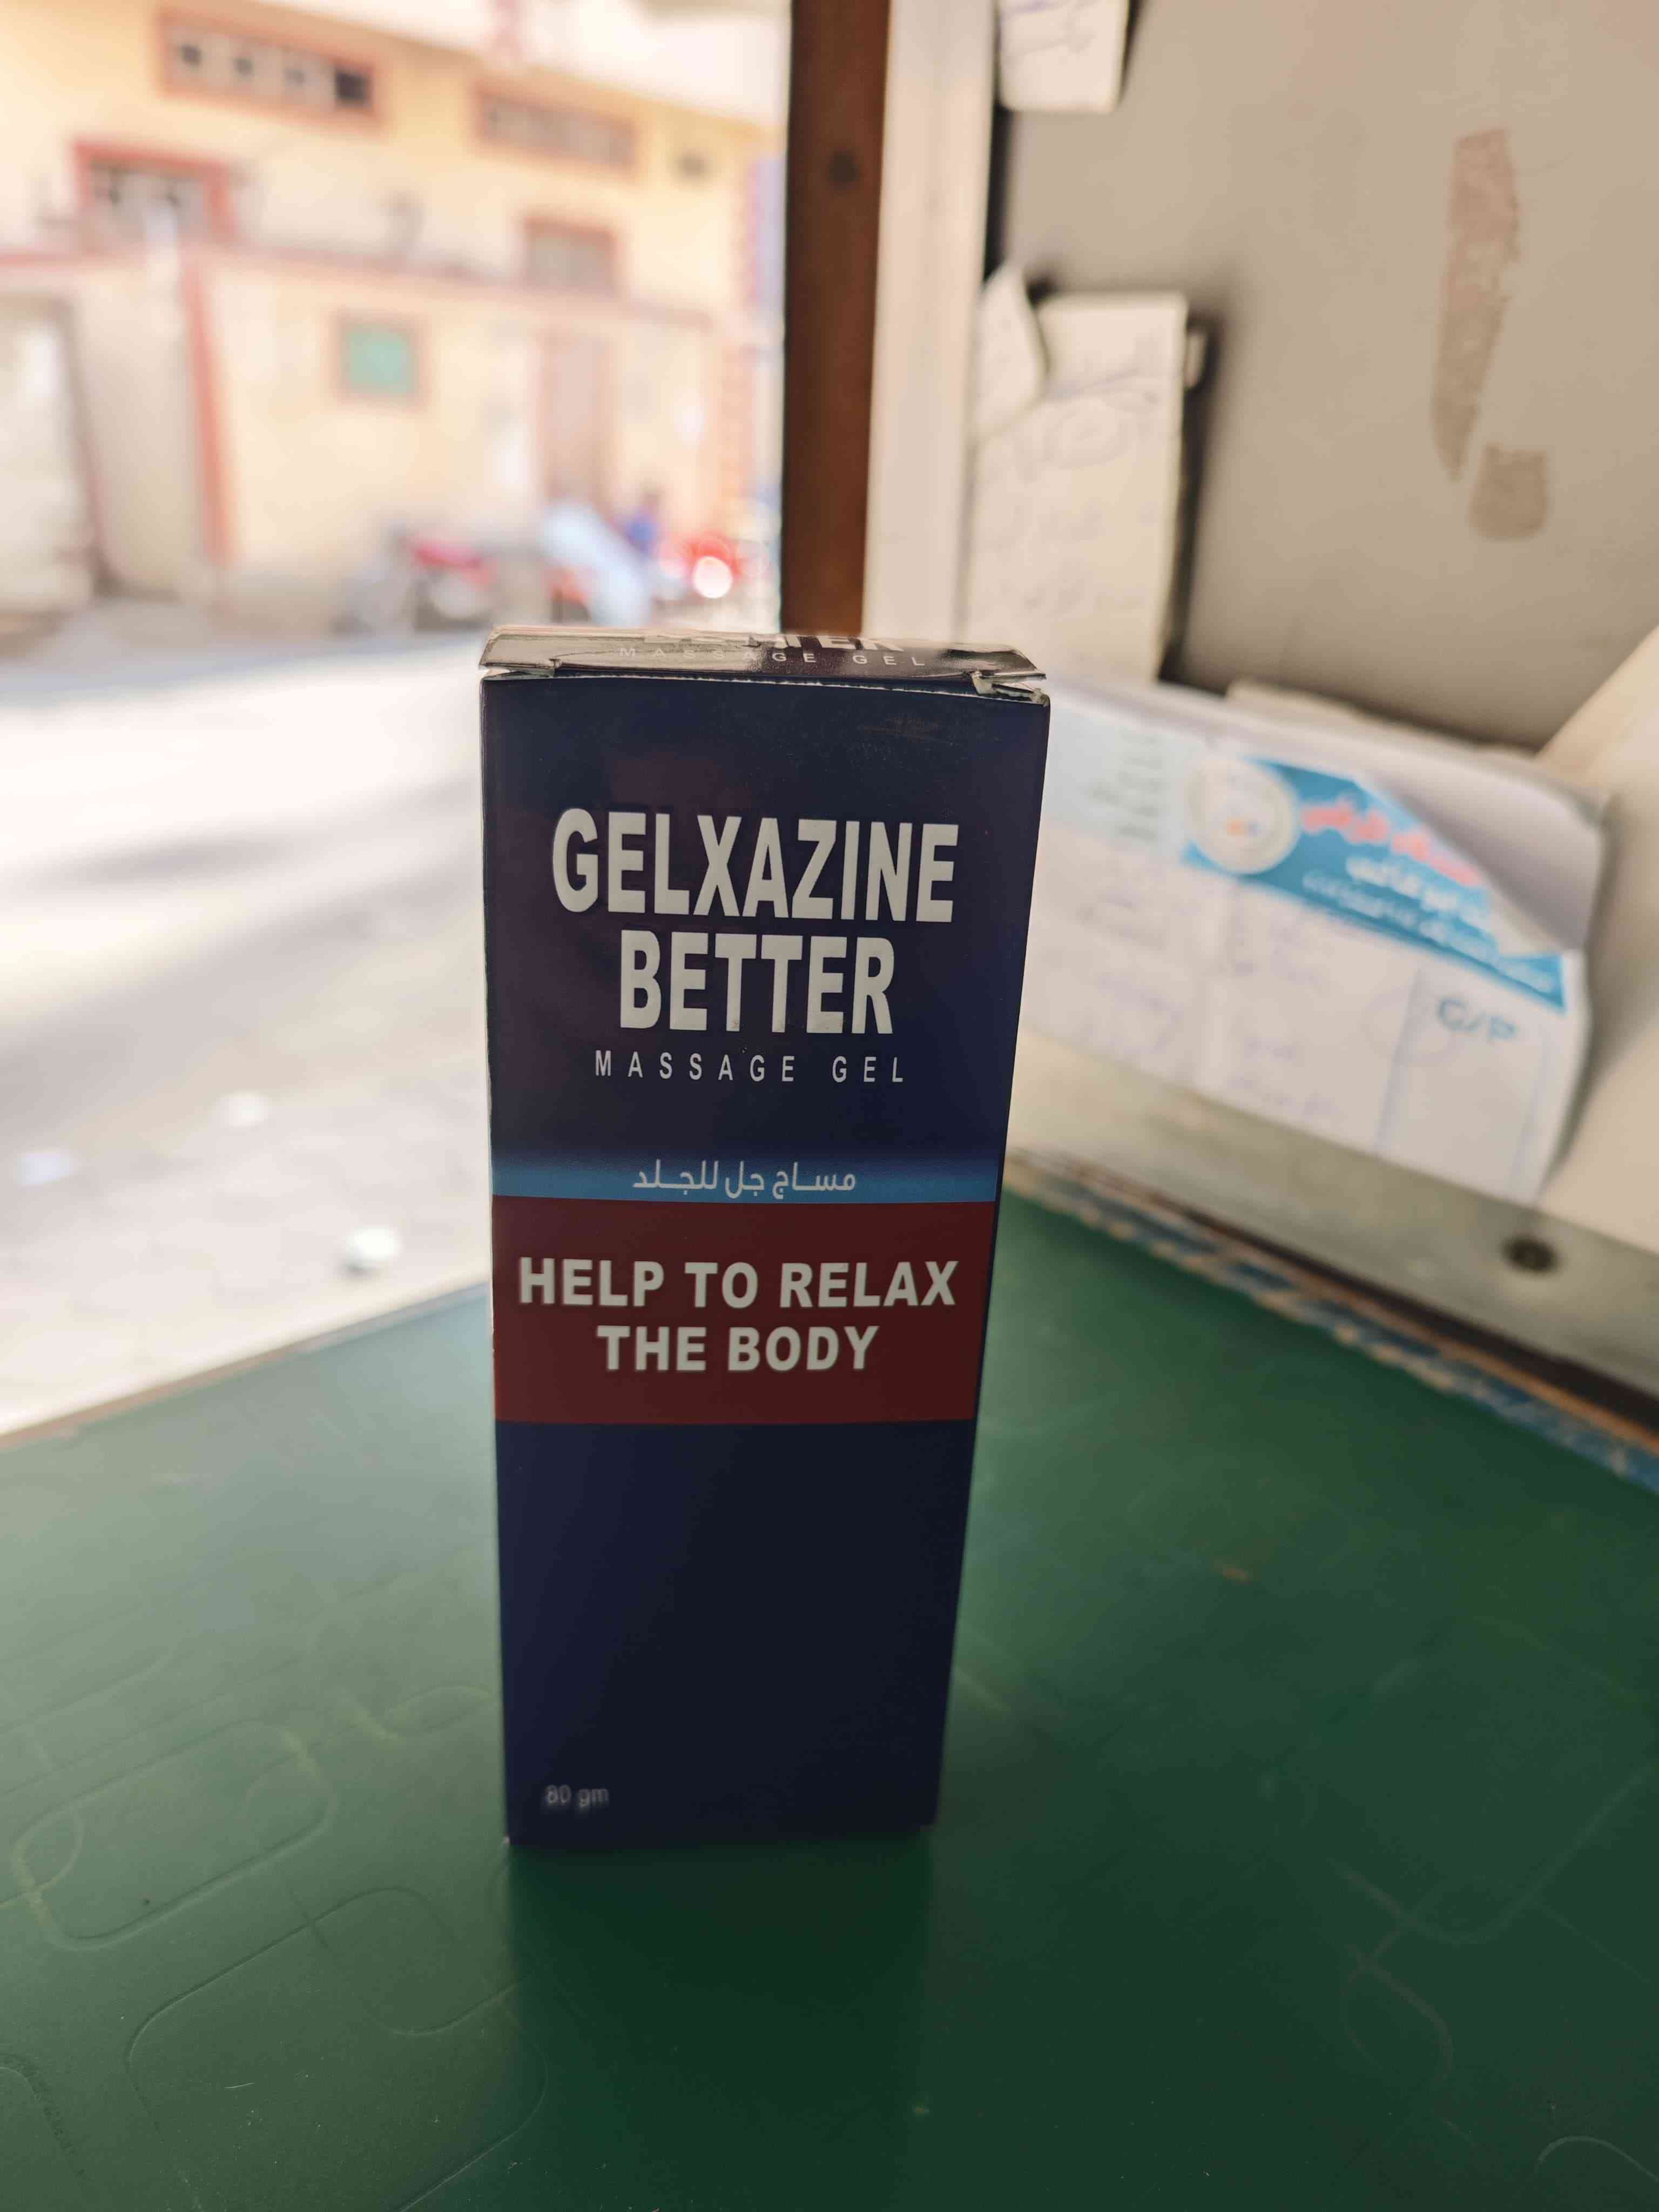 MASSAGE GEL
GELXAZINE
BETTER
MASSAGE GEL
مساج جل للجلد
HELP TO RELAX
THE BODY
80 gm
C/P